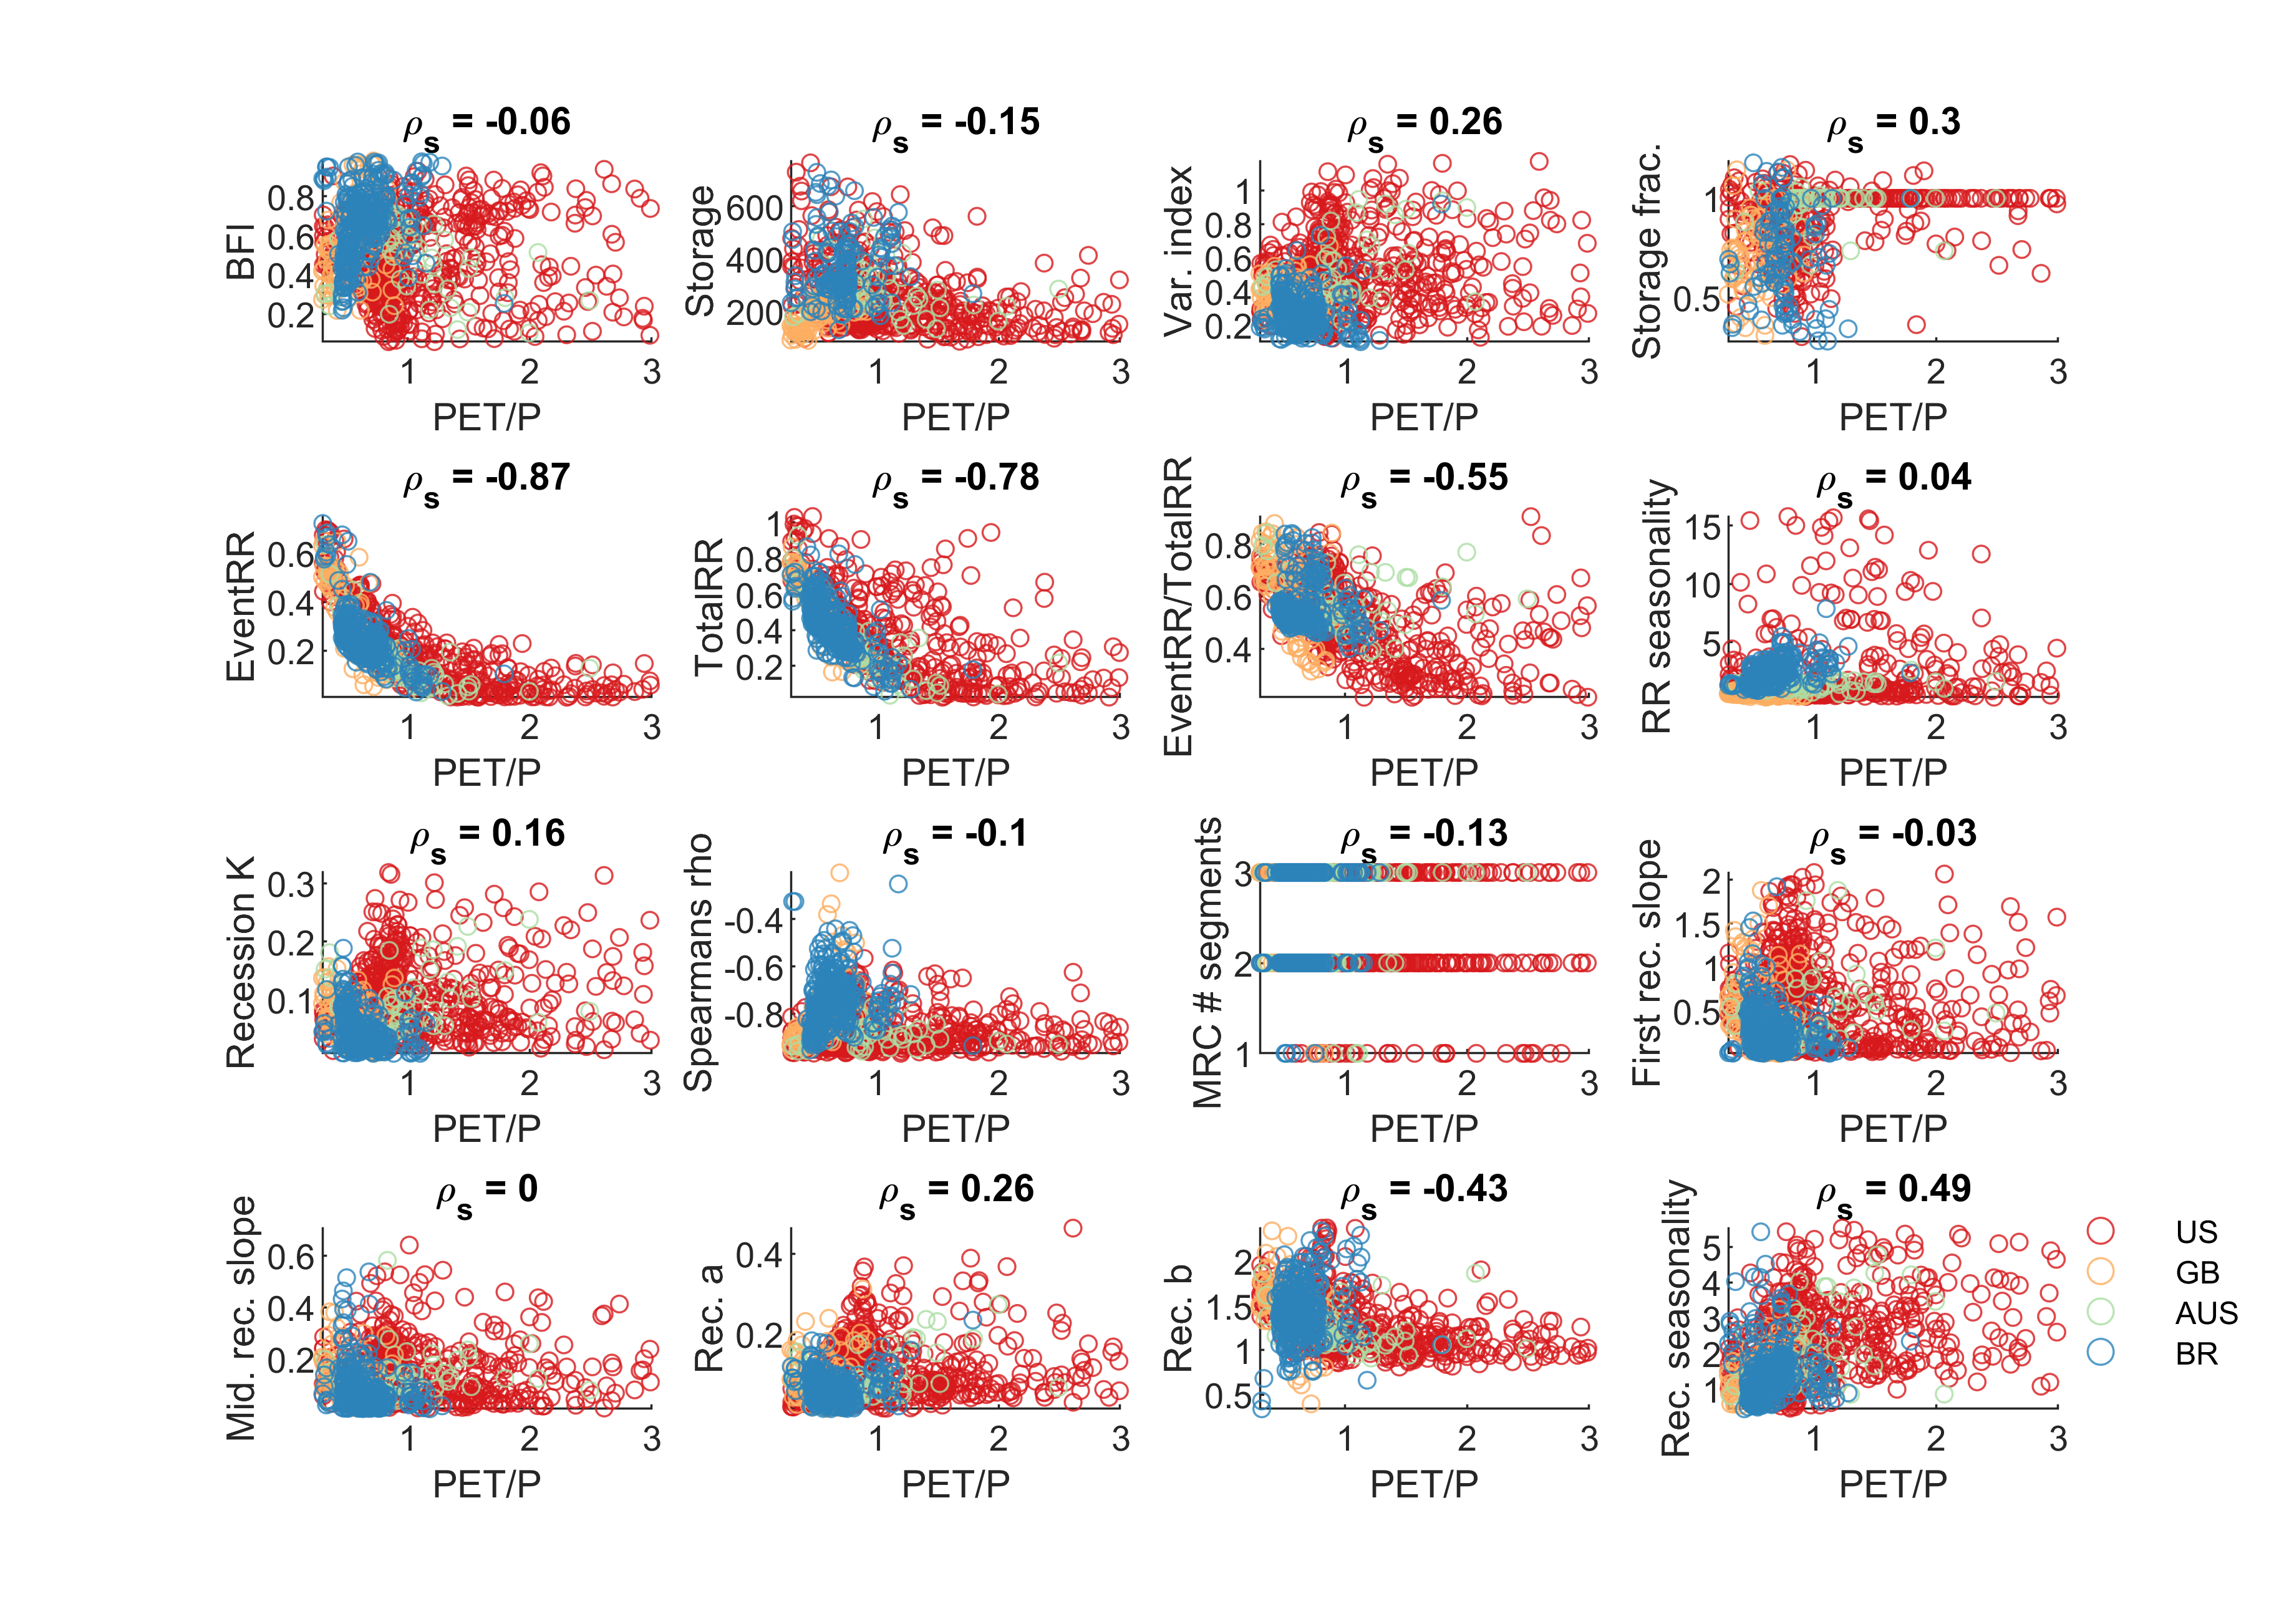 ρs = -0.06
BFI
0.8
0.6
0.4
0.2
1 2 3
PET/P
ρs = -0.15
Storage
600
400
200
1 2 3
PET/P
ρs = 0.26
Var. index
1
0.8
0.6
0.4
0.2
1 2 3
PET/P
ρs = 0.3
Storage frac.
1
0.5
1 2 3
PET/P
ρs = -0.87
EventRR
0.6
0.4
0.2
1 2 3
PET/P
ρs = -0.78
TotalRR
1
0.8
0.6
0.4
0.2
1 2 3
PET/P
ρs = -0.55
EventRR/TotalRR
0.8
0.6
0.4
1 2 3
PET/P
ρs = 0.04
RR seasonality
15
10
5
1 2 3
PET/P
ρs = 0.16
Recession K
0.3
0.2
0.1
1 2 3
PET/P
ρs = -0.1
Spearmans rho
-0.4
-0.6
-0.8
1 2 3
PET/P
ρs = -0.13
MRC # segments
3
2
1
1 2 3
PET/P
ρs = -0.03
First rec. slope
2
1.5
1
0.5
1 2 3
PET/P
ρs = 0
Mid. rec. slope
0.6
0.4
0.2
1 2 3
PET/P
ρs = 0.26
Rec. a
0.4
0.2
1 2 3
PET/P
ρs = -0.43
Rec. b
2
1.5
1
0.5
1 2 3
PET/P
ρs = 0.49
Rec. seasonality
5
4
3
2
1
1 2 3
PET/P
US
GB
AUS
BR